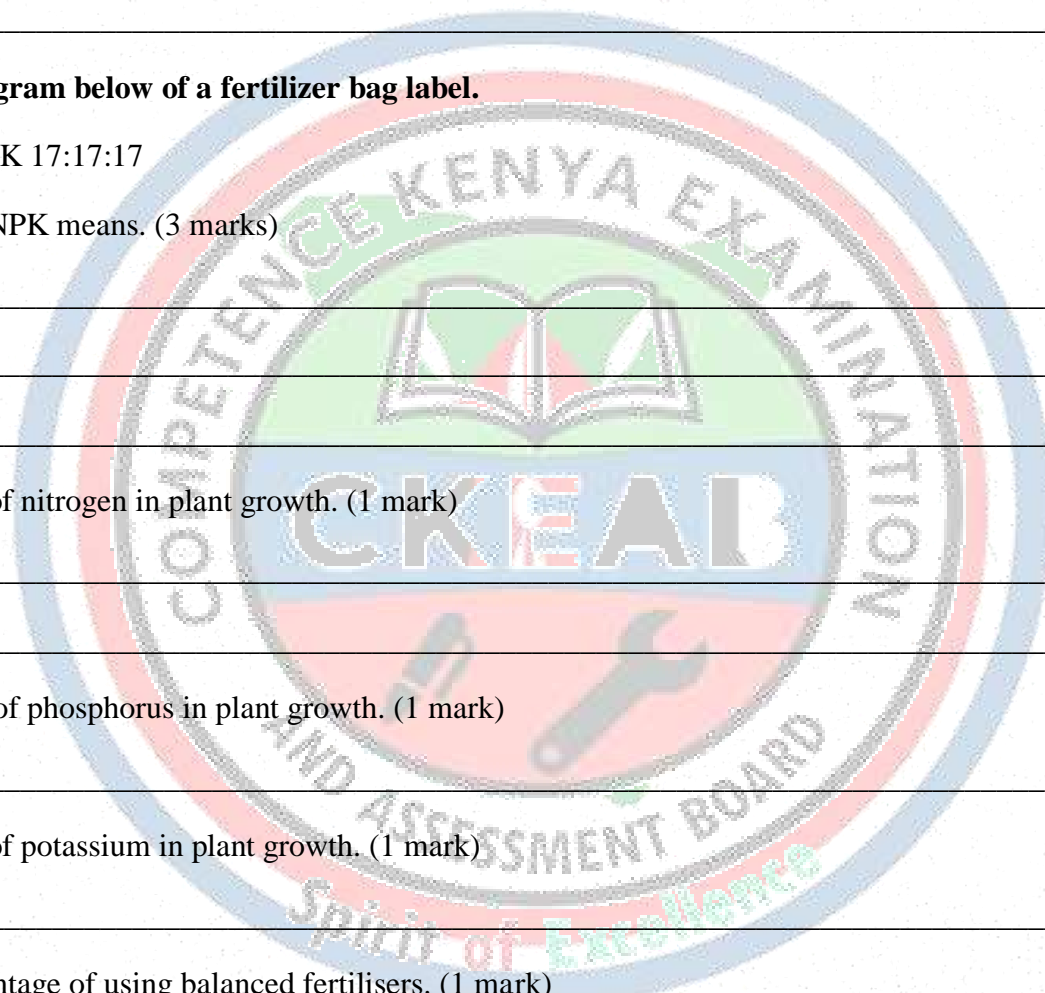 gram below of a fertilizer bag label.
K 17:17:17
NPK means. (3 marks)
of nitrogen in plant growth. (1 mark)
of phosphorus in plant growth. (1 mark)
of potassium in plant growth. (1 mark)
ntage of using balanced fertilisers. (1 mark)
COMPETENCE KENYA EXAMINATION
AND ASSESSMENT BOARD
CKEAB
Spirit of Excellence